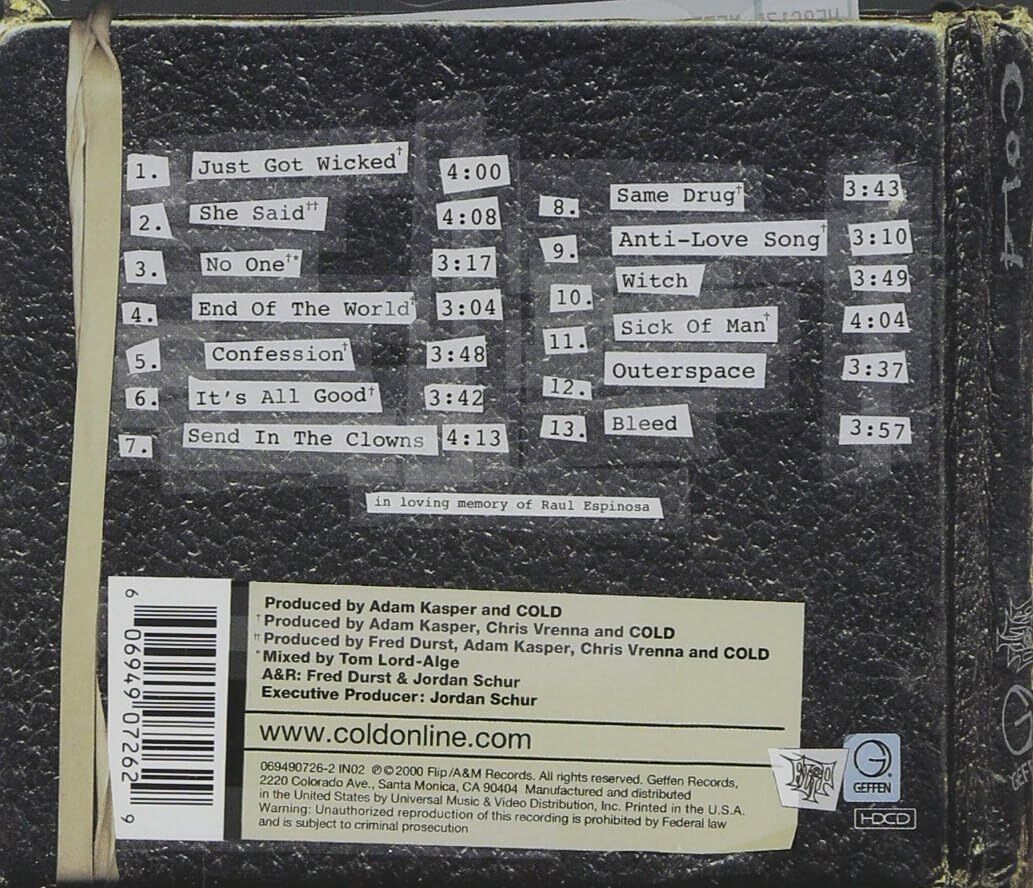 1. Just Got Wicked† 4:00
2. She Said†† 4:08
3. No One†* 3:17
4. End Of The World† 3:04
5. Confession† 3:48
6. It's All Good† 3:42
7. Send In The Clowns 4:13
8. Same Drug† 3:43
9. Anti-Love Song† 3:10
10. Witch 3:49
11. Sick Of Man† 4:04
12. Outerspace 3:37
13. Bleed 3:57
in loving memory of Raul Espinosa
6 06949 07262 9
Produced by Adam Kasper and COLD
†Produced by Adam Kasper, Chris Vrenna and COLD
††Produced by Fred Durst, Adam Kasper, Chris Vrenna and COLD
*Mixed by Tom Lord-Alge
A&R: Fred Durst & Jordan Schur
Executive Producer: Jordan Schur
www.coldonline.com
069490726-2 IN02 ℗©2000 Flip/A&M Records. All rights reserved. Geffen Records,
2220 Colorado Ave., Santa Monica, CA 90404 Manufactured and distributed
in the United States by Universal Music & Video Distribution, Inc. Printed in the U.S.A.
Warning: Unauthorized reproduction of this recording is prohibited by Federal law
and is subject to criminal prosecution
GEFFEN
HDCD
COLD